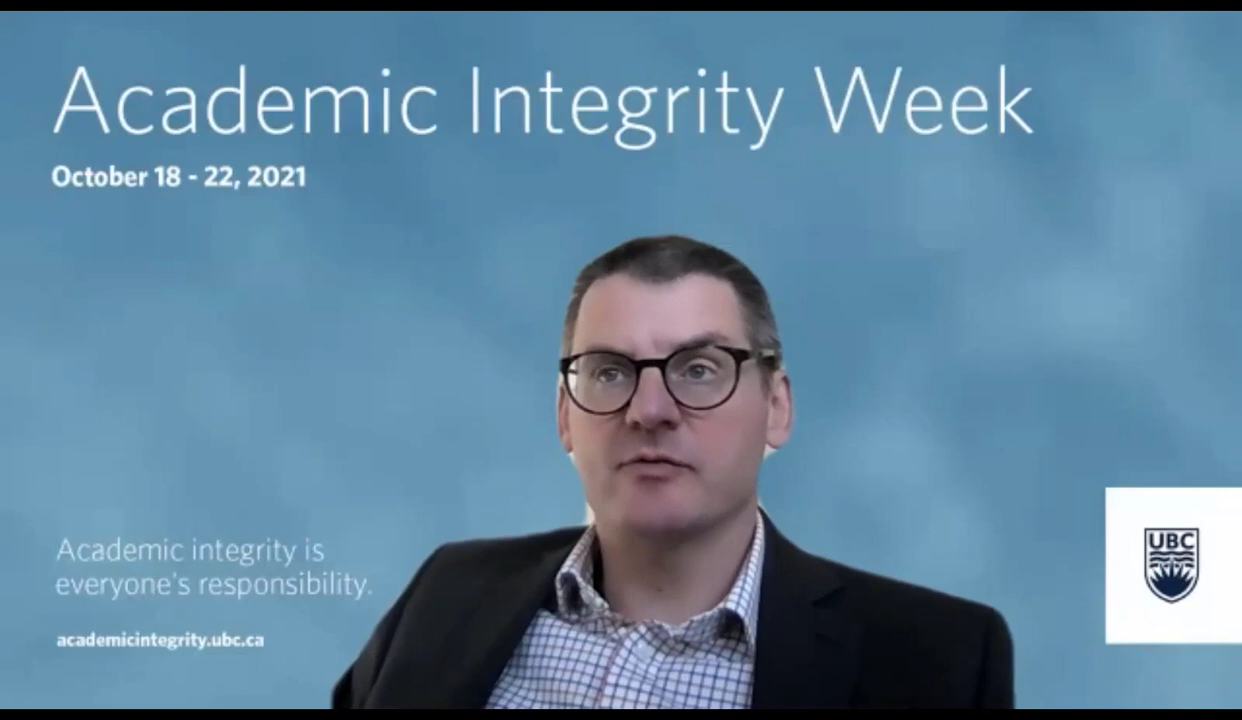 Academic Integrity Week
October 18 - 22, 2021
Academic integrity is
everyone's responsibility.
academicintegrity.ubc.ca
UBC